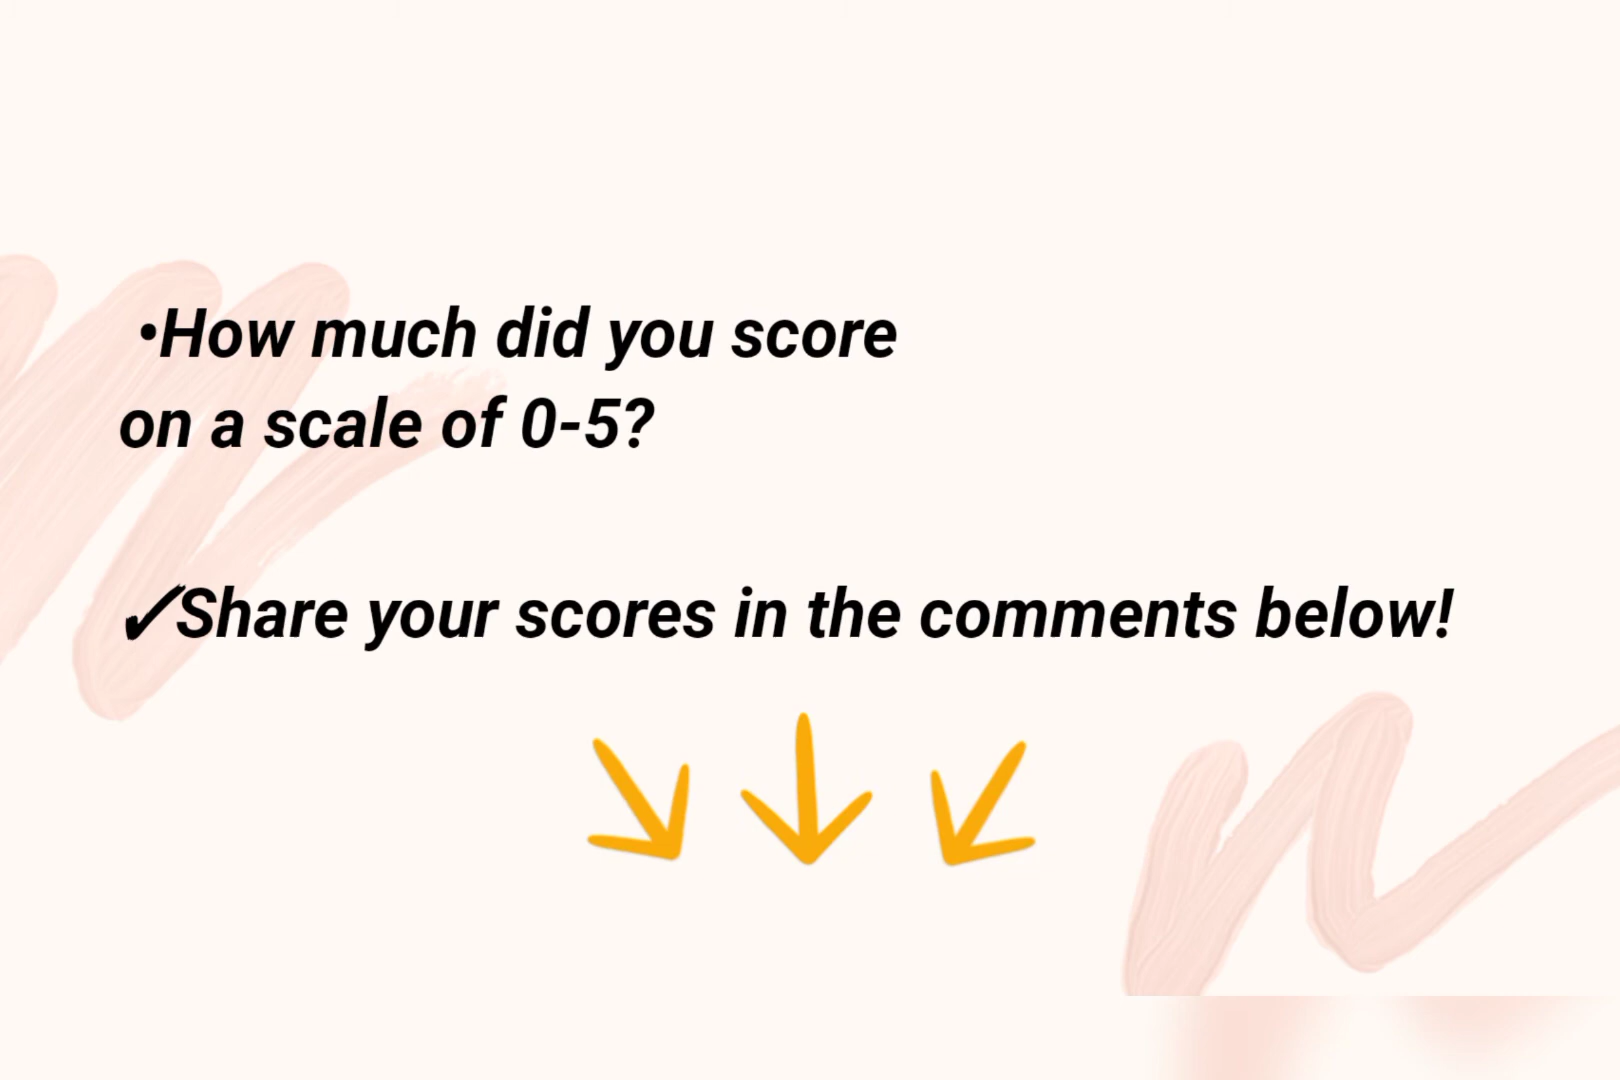 •How much did you score
on a scale of 0-5?
✓Share your scores in the comments below!